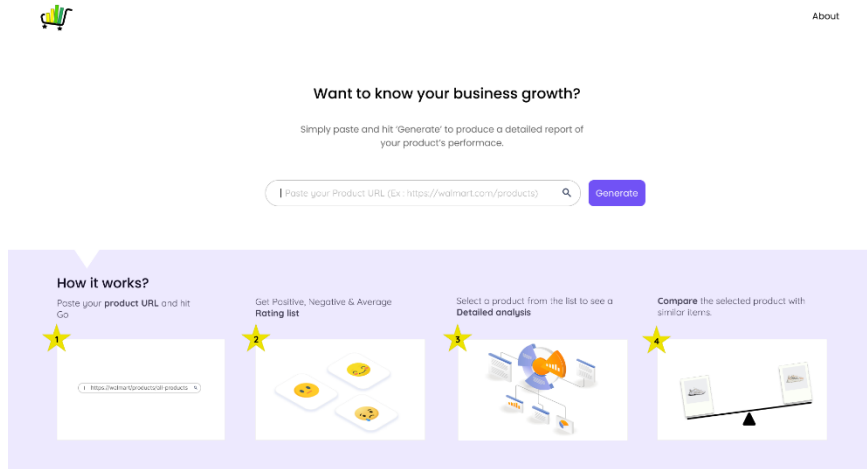 About
Want to know your business growth?
Simply paste and hit ‘Generate’ to produce a detailed report of
your product’s performace.
Paste your Product URL (Ex : https://walmart.com/products)
Generate
How it works?
Paste your product URL and hit
Go
Get Positive, Negative & Average
Rating list
Select a product from the list to see a
Detailed analysis
Compare the selected product with
similar items.
1
2
3
4
https://walmart/products/all-products